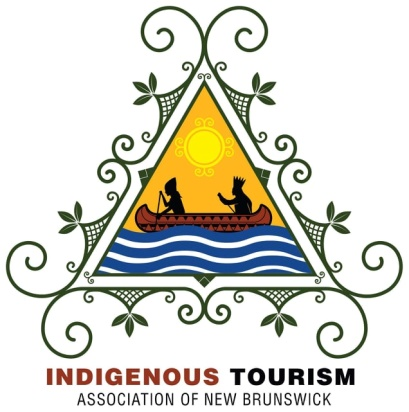 INDIGENOUS TOURISM
ASSOCIATION OF NEW BRUNSWICK